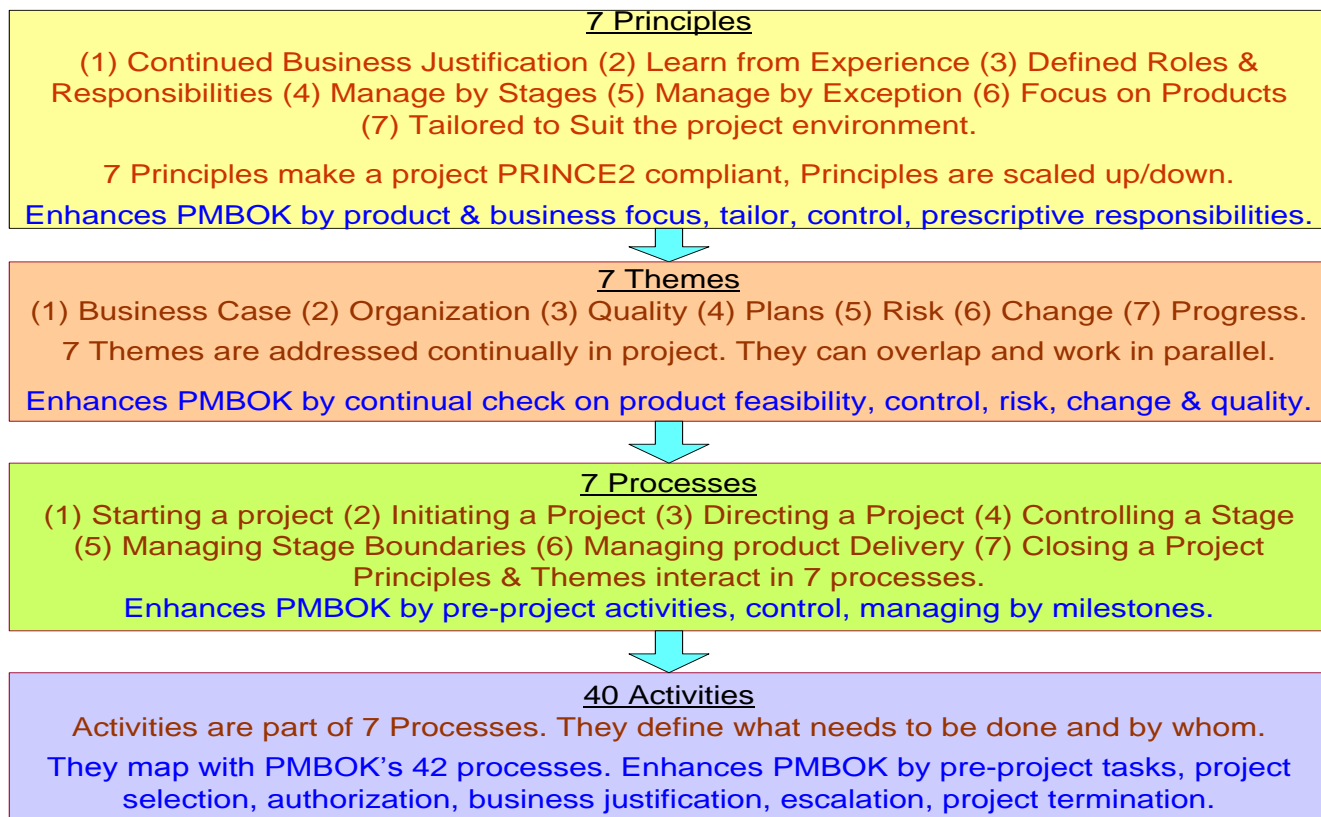 7 Principles
(1) Continued Business Justification (2) Learn from Experience (3) Defined Roles &
Responsibilities (4) Manage by Stages (5) Manage by Exception (6) Focus on Products
(7) Tailored to Suit the project environment.
7 Principles make a project PRINCE2 compliant, Principles are scaled up/down.
Enhances PMBOK by product & business focus, tailor, control, prescriptive responsibilities.
7 Themes
(1) Business Case (2) Organization (3) Quality (4) Plans (5) Risk (6) Change (7) Progress.
7 Themes are addressed continually in project. They can overlap and work in parallel.
Enhances PMBOK by continual check on product feasibility, control, risk, change & quality.
7 Processes
(1) Starting a project (2) Initiating a Project (3) Directing a Project (4) Controlling a Stage
(5) Managing Stage Boundaries (6) Managing product Delivery (7) Closing a Project
Principles & Themes interact in 7 processes.
Enhances PMBOK by pre-project activities, control, managing by milestones.
40 Activities
Activities are part of 7 Processes. They define what needs to be done and by whom.
They map with PMBOK’s 42 processes. Enhances PMBOK by pre-project tasks, project
selection, authorization, business justification, escalation, project termination.